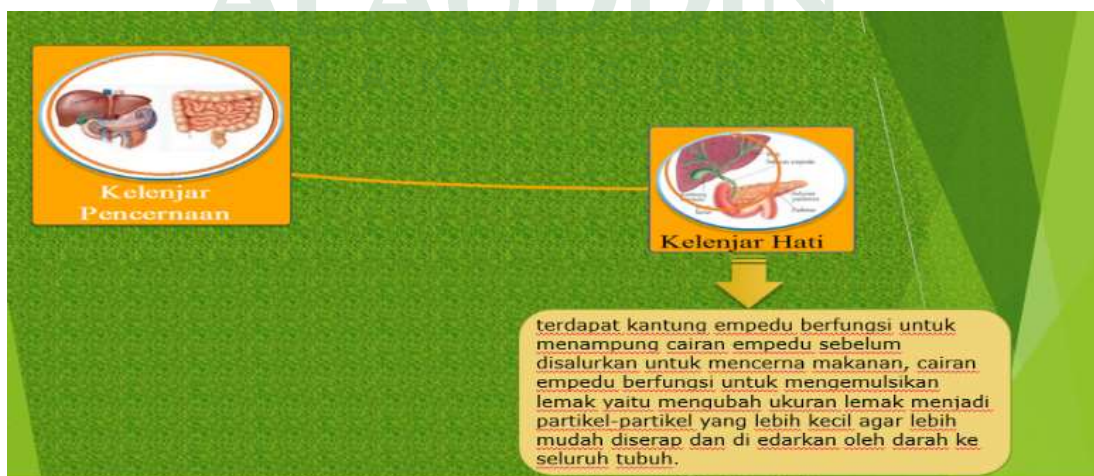 ALAUDDIN
Kelenjar
Pencernaan
Kelenjar Hati
terdapat kantung empedu berfungsi untuk
menampung cairan empedu sebelum
disalurkan untuk mencerna makanan, cairan
empedu berfungsi untuk mengemulsikan
lemak yaitu mengubah ukuran lemak menjadi
partikel-partikel yang lebih kecil agar lebih
mudah diserap dan di edarkan oleh darah ke
seluruh tubuh.